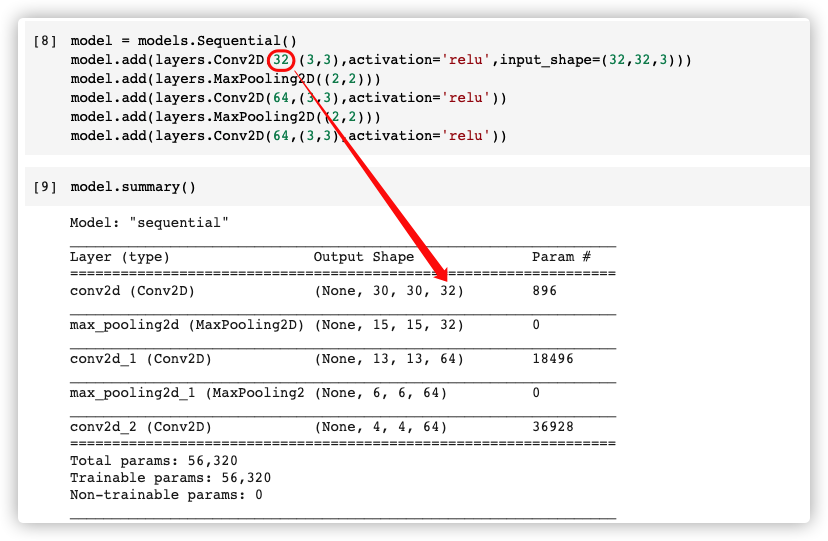 [8] model = models.Sequential()
model.add(layers.Conv2D(32,(3,3),activation='relu',input_shape=(32,32,3)))
model.add(layers.MaxPooling2D((2,2)))
model.add(layers.Conv2D(64,(3,3),activation='relu'))
model.add(layers.MaxPooling2D((2,2)))
model.add(layers.Conv2D(64,(3,3),activation='relu'))
[9] model.summary()
Model: "sequential"
Layer (type) Output Shape Param #
conv2d (Conv2D) (None, 30, 30, 32) 896
max_pooling2d (MaxPooling2D) (None, 15, 15, 32) 0
conv2d_1 (Conv2D) (None, 13, 13, 64) 18496
max_pooling2d_1 (MaxPooling2 (None, 6, 6, 64) 0
conv2d_2 (Conv2D) (None, 4, 4, 64) 36928
Total params: 56,320
Trainable params: 56,320
Non-trainable params: 0